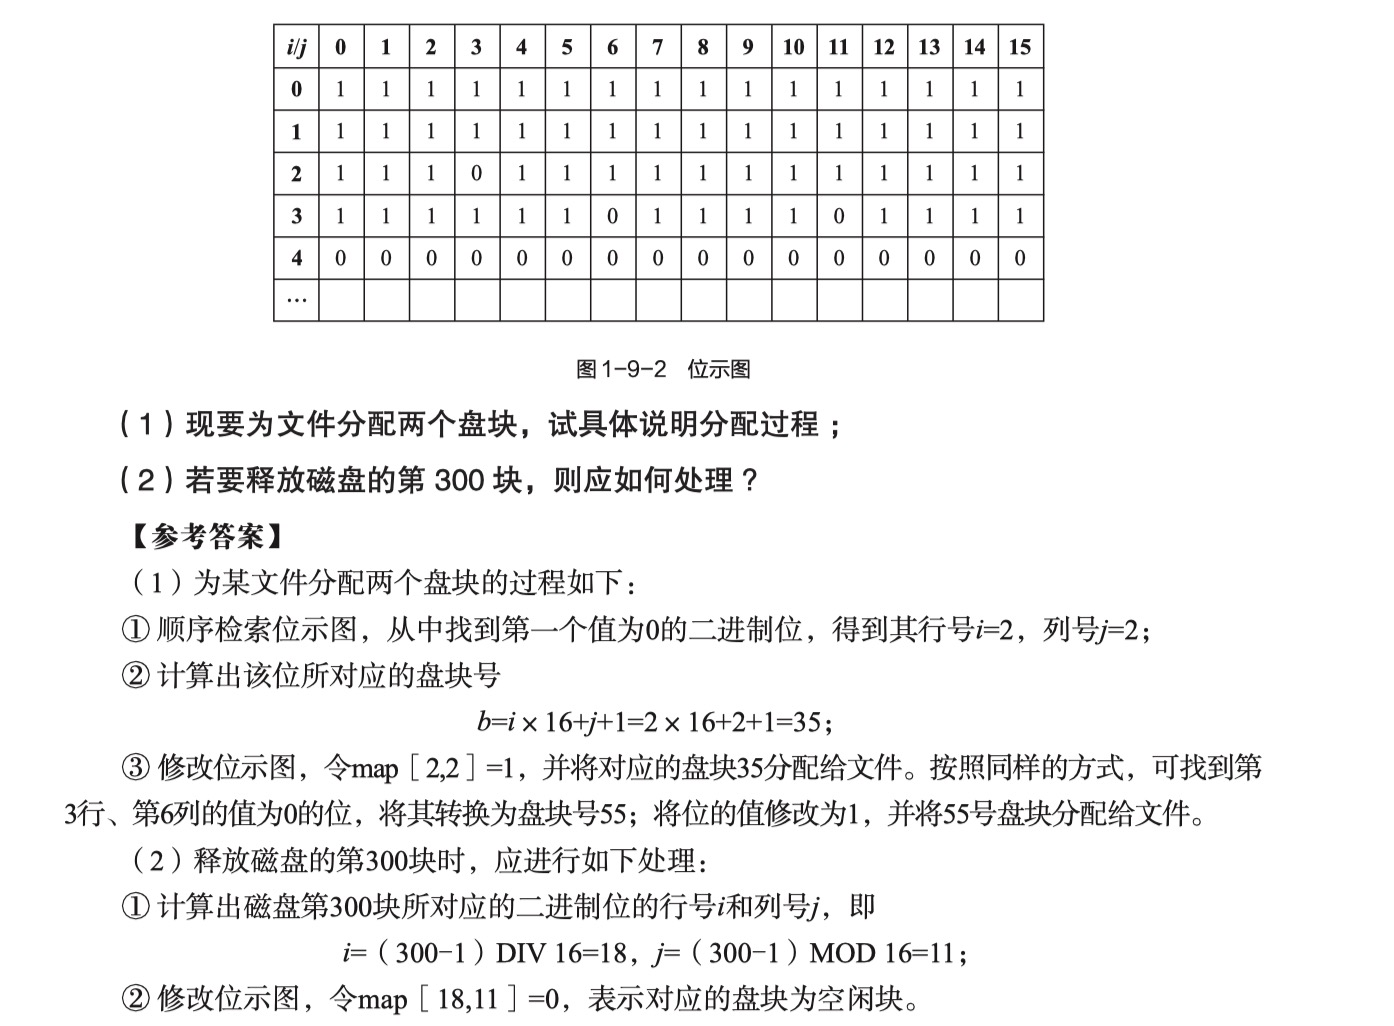 i/j 0 1 2 3 4 5 6 7 8 9 10 11 12 13 14 15
0 1 1 1 1 1 1 1 1 1 1 1 1 1 1 1 1
1 1 1 1 1 1 1 1 1 1 1 1 1 1 1 1 1
2 1 1 1 0 1 1 1 1 1 1 1 1 1 1 1 1
3 1 1 1 1 1 1 0 1 1 1 1 0 1 1 1 1
4 0 0 0 0 0 0 0 0 0 0 0 0 0 0 0 0
…
图1-9-2 位示图
（1）现要为文件分配两个盘块，试具体说明分配过程；
（2）若要释放磁盘的第 300 块，则应如何处理？
【参考答案】
（1）为某文件分配两个盘块的过程如下：
① 顺序检索位示图，从中找到第一个值为0的二进制位，得到其行号i=2，列号j=2；
② 计算出该位所对应的盘块号
b=i × 16+j+1=2 × 16+2+1=35；
③ 修改位示图，令map［2,2］=1，并将对应的盘块35分配给文件。按照同样的方式，可找到第
3行、第6列的值为0的位，将其转换为盘块号55；将位的值修改为1，并将55号盘块分配给文件。
（2）释放磁盘的第300块时，应进行如下处理：
① 计算出磁盘第300块所对应的二进制位的行号i和列号j，即
i=（300-1）DIV 16=18，j=（300-1）MOD 16=11；
② 修改位示图，令map［18,11］=0，表示对应的盘块为空闲块。